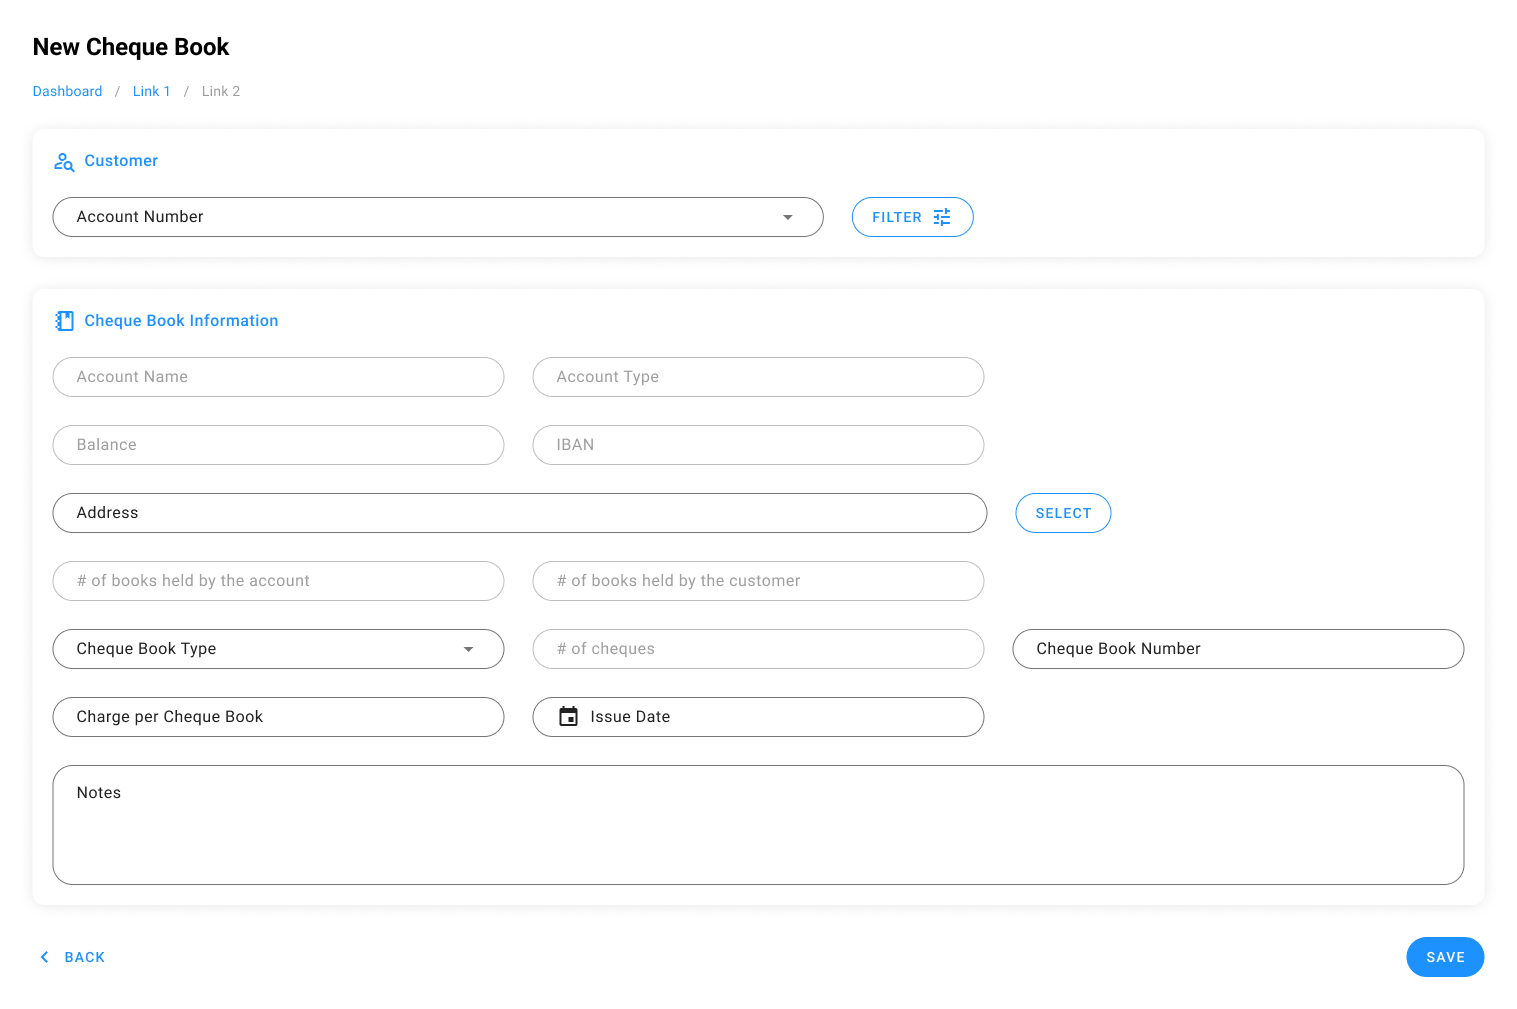 New Cheque Book
Dashboard / Link 1 / Link 2
Customer
Account Number
FILTER
Cheque Book Information
Account Name
Account Type
Balance
IBAN
Address
SELECT
# of books held by the account
# of books held by the customer
Cheque Book Type
# of cheques
Cheque Book Number
Charge per Cheque Book
Issue Date
Notes
BACK
SAVE